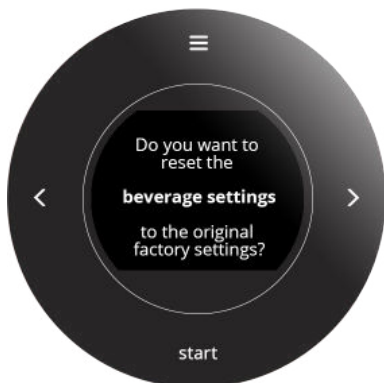 Do you want to
reset the
beverage settings
to the original
factory settings?
start